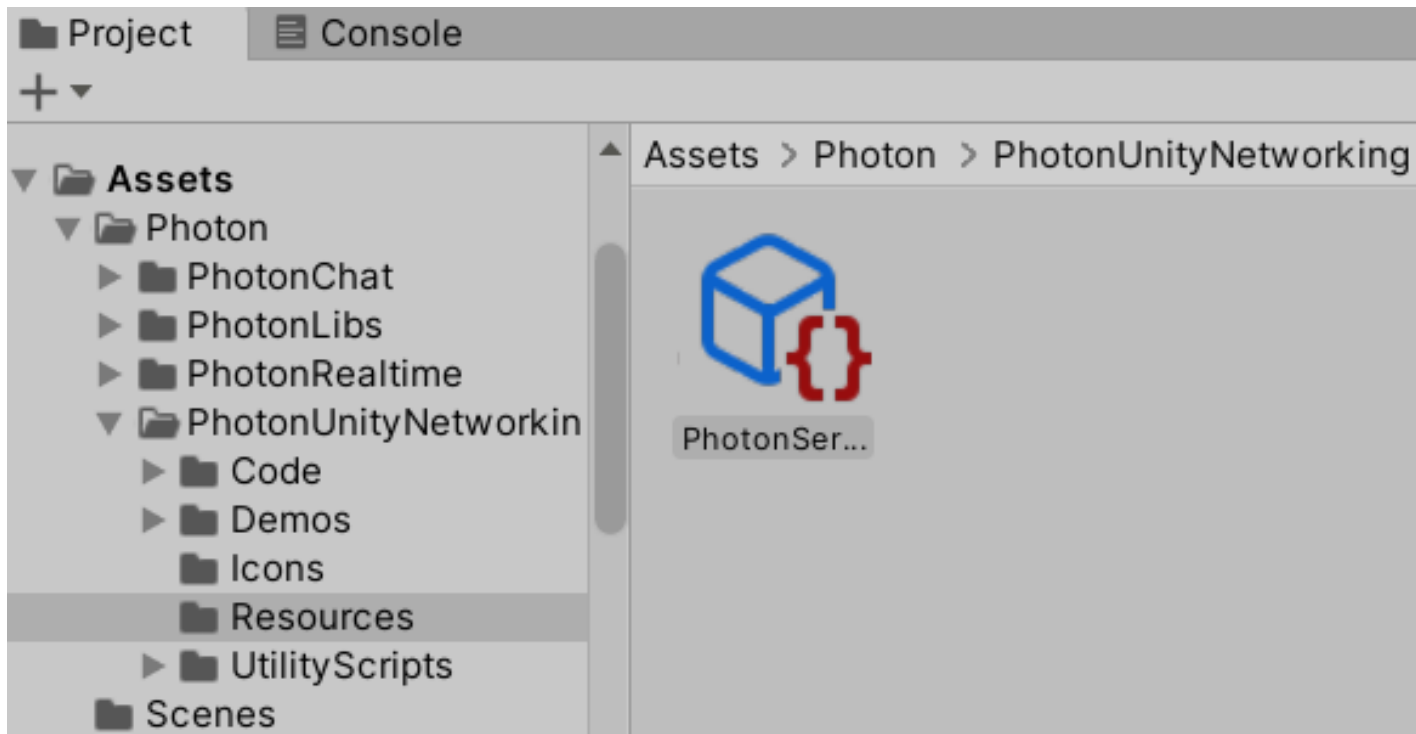 Project
Console
Assets
Photon
PhotonChat
PhotonLibs
PhotonRealtime
PhotonUnityNetworkin
Code
Demos
Icons
Resources
UtilityScripts
Scenes
Assets > Photon > PhotonUnityNetworking
PhotonSer...